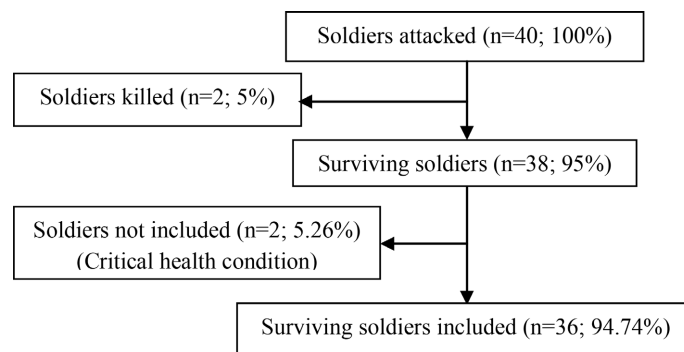 Soldiers attacked (n=40; 100%)
Soldiers killed (n=2; 5%)
Surviving soldiers (n=38; 95%)
Soldiers not included (n=2; 5.26%)
(Critical health condition)
Surviving soldiers included (n=36; 94.74%)